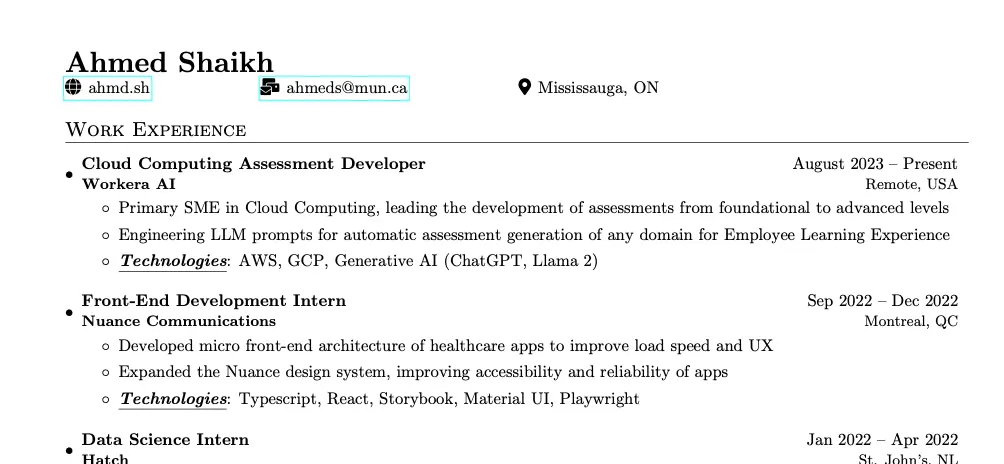 Ahmed Shaikh
ahmd.sh ahmeds@mun.ca Mississauga, ON
Work Experience
• Cloud Computing Assessment Developer August 2023 – Present
Workera AI Remote, USA
◦ Primary SME in Cloud Computing, leading the development of assessments from foundational to advanced levels
◦ Engineering LLM prompts for automatic assessment generation of any domain for Employee Learning Experience
◦ Technologies: AWS, GCP, Generative AI (ChatGPT, Llama 2)
• Front-End Development Intern Sep 2022 – Dec 2022
Nuance Communications Montreal, QC
◦ Developed micro front-end architecture of healthcare apps to improve load speed and UX
◦ Expanded the Nuance design system, improving accessibility and reliability of apps
◦ Technologies: Typescript, React, Storybook, Material UI, Playwright
• Data Science Intern Jan 2022 – Apr 2022
Hatch St. John's, NL